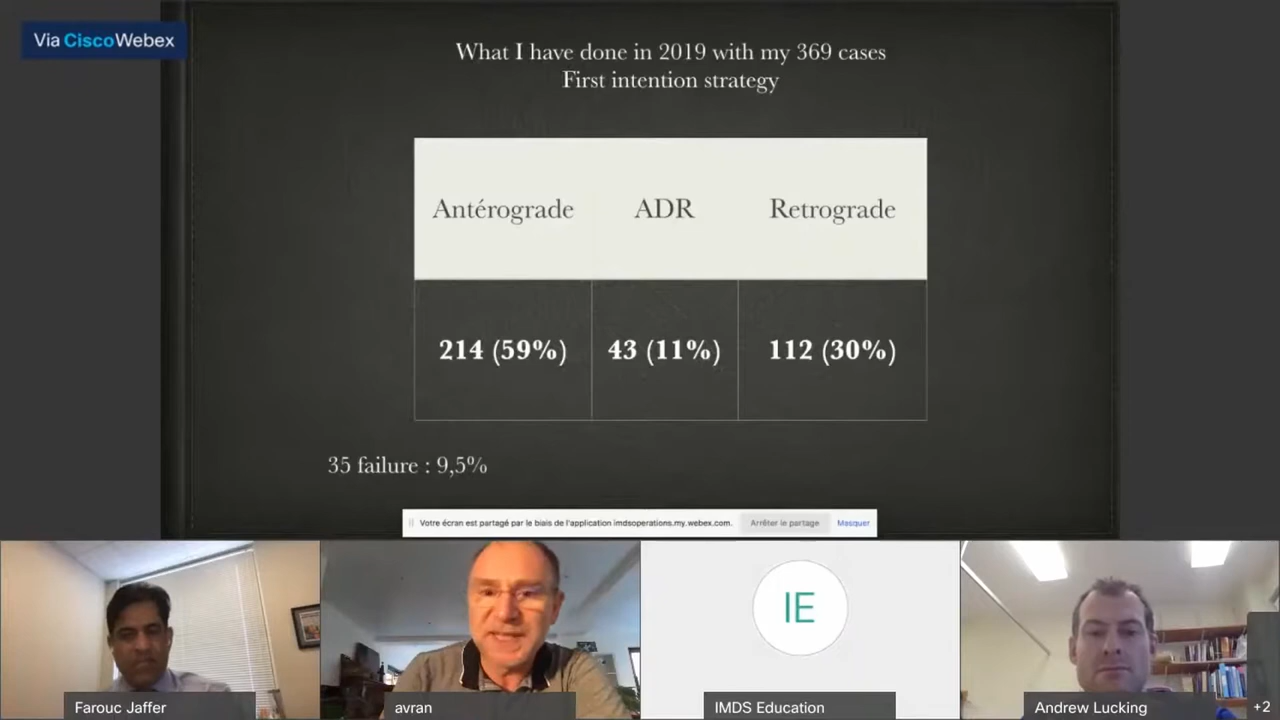 Via CiscoWebex
What I have done in 2019 with my 369 cases
First intention strategy
Antérograde ADR Retrograde
214 (59%) 43 (11%) 112 (30%)
35 failure : 9,5%
Votre écran est partagé par le biais de l'application imdsoperations.my.webex.com. Arrêter le partage Masquer
IE
Farouc Jaffer avran IMDS Education Andrew Lucking +2